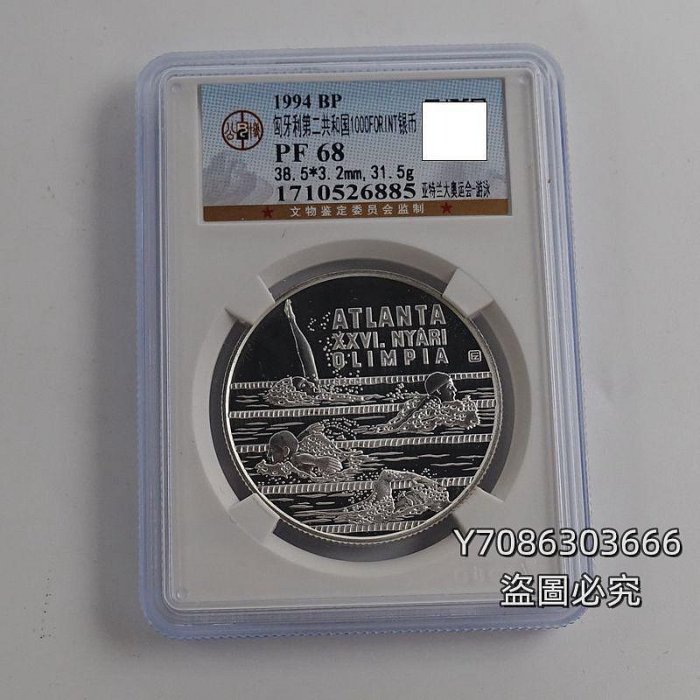 1994 BP
匈牙利第二共和国1000FORINT银币
PF 68
38.5*3.2mm, 31.5g
1710526885
亚特兰大奥运会-游泳
文物鉴定委员会监制
ATLANTA
XXVI. NYÁRI
OLIMPIA
Y7086303666
盜圖必究